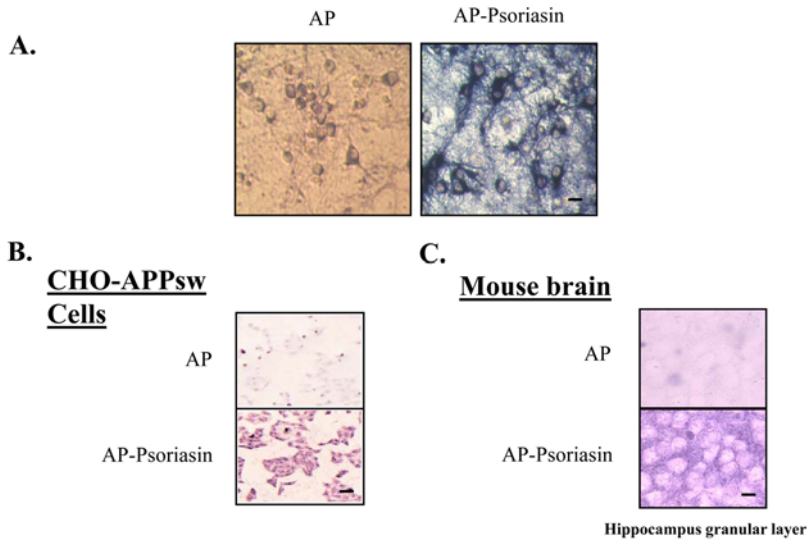 AP
AP-Psoriasin
A.
B.
CHO-APPsw
Cells
AP
AP-Psoriasin
C.
Mouse brain
AP
AP-Psoriasin
Hippocampus granular layer